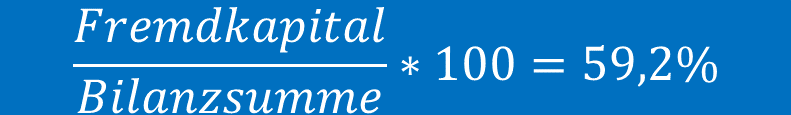 Fremdkapital
* 100 = 59,2%
Bilanzsumme